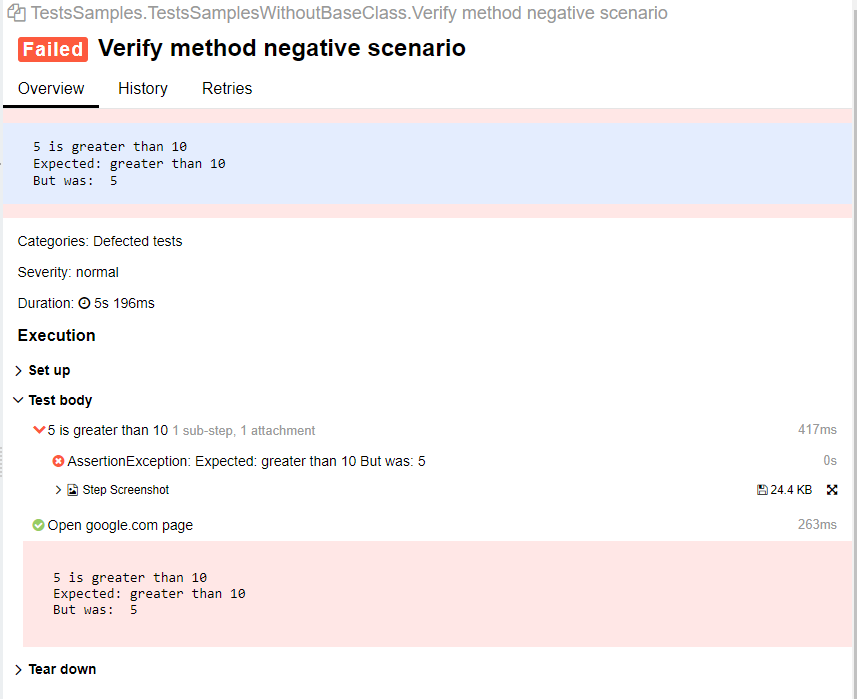 TestsSamples.TestsSamplesWithoutBaseClass.Verify method negative scenario
Failed Verify method negative scenario
Overview History Retries
5 is greater than 10
Expected: greater than 10
But was:  5
Categories: Defected tests
Severity: normal
Duration: 5s 196ms
Execution
Set up
Test body
5 is greater than 10 1 sub-step, 1 attachment 417ms
AssertionException: Expected: greater than 10 But was: 5 0s
Step Screenshot 24.4 KB
Open google.com page 263ms
5 is greater than 10
Expected: greater than 10
But was:  5
Tear down